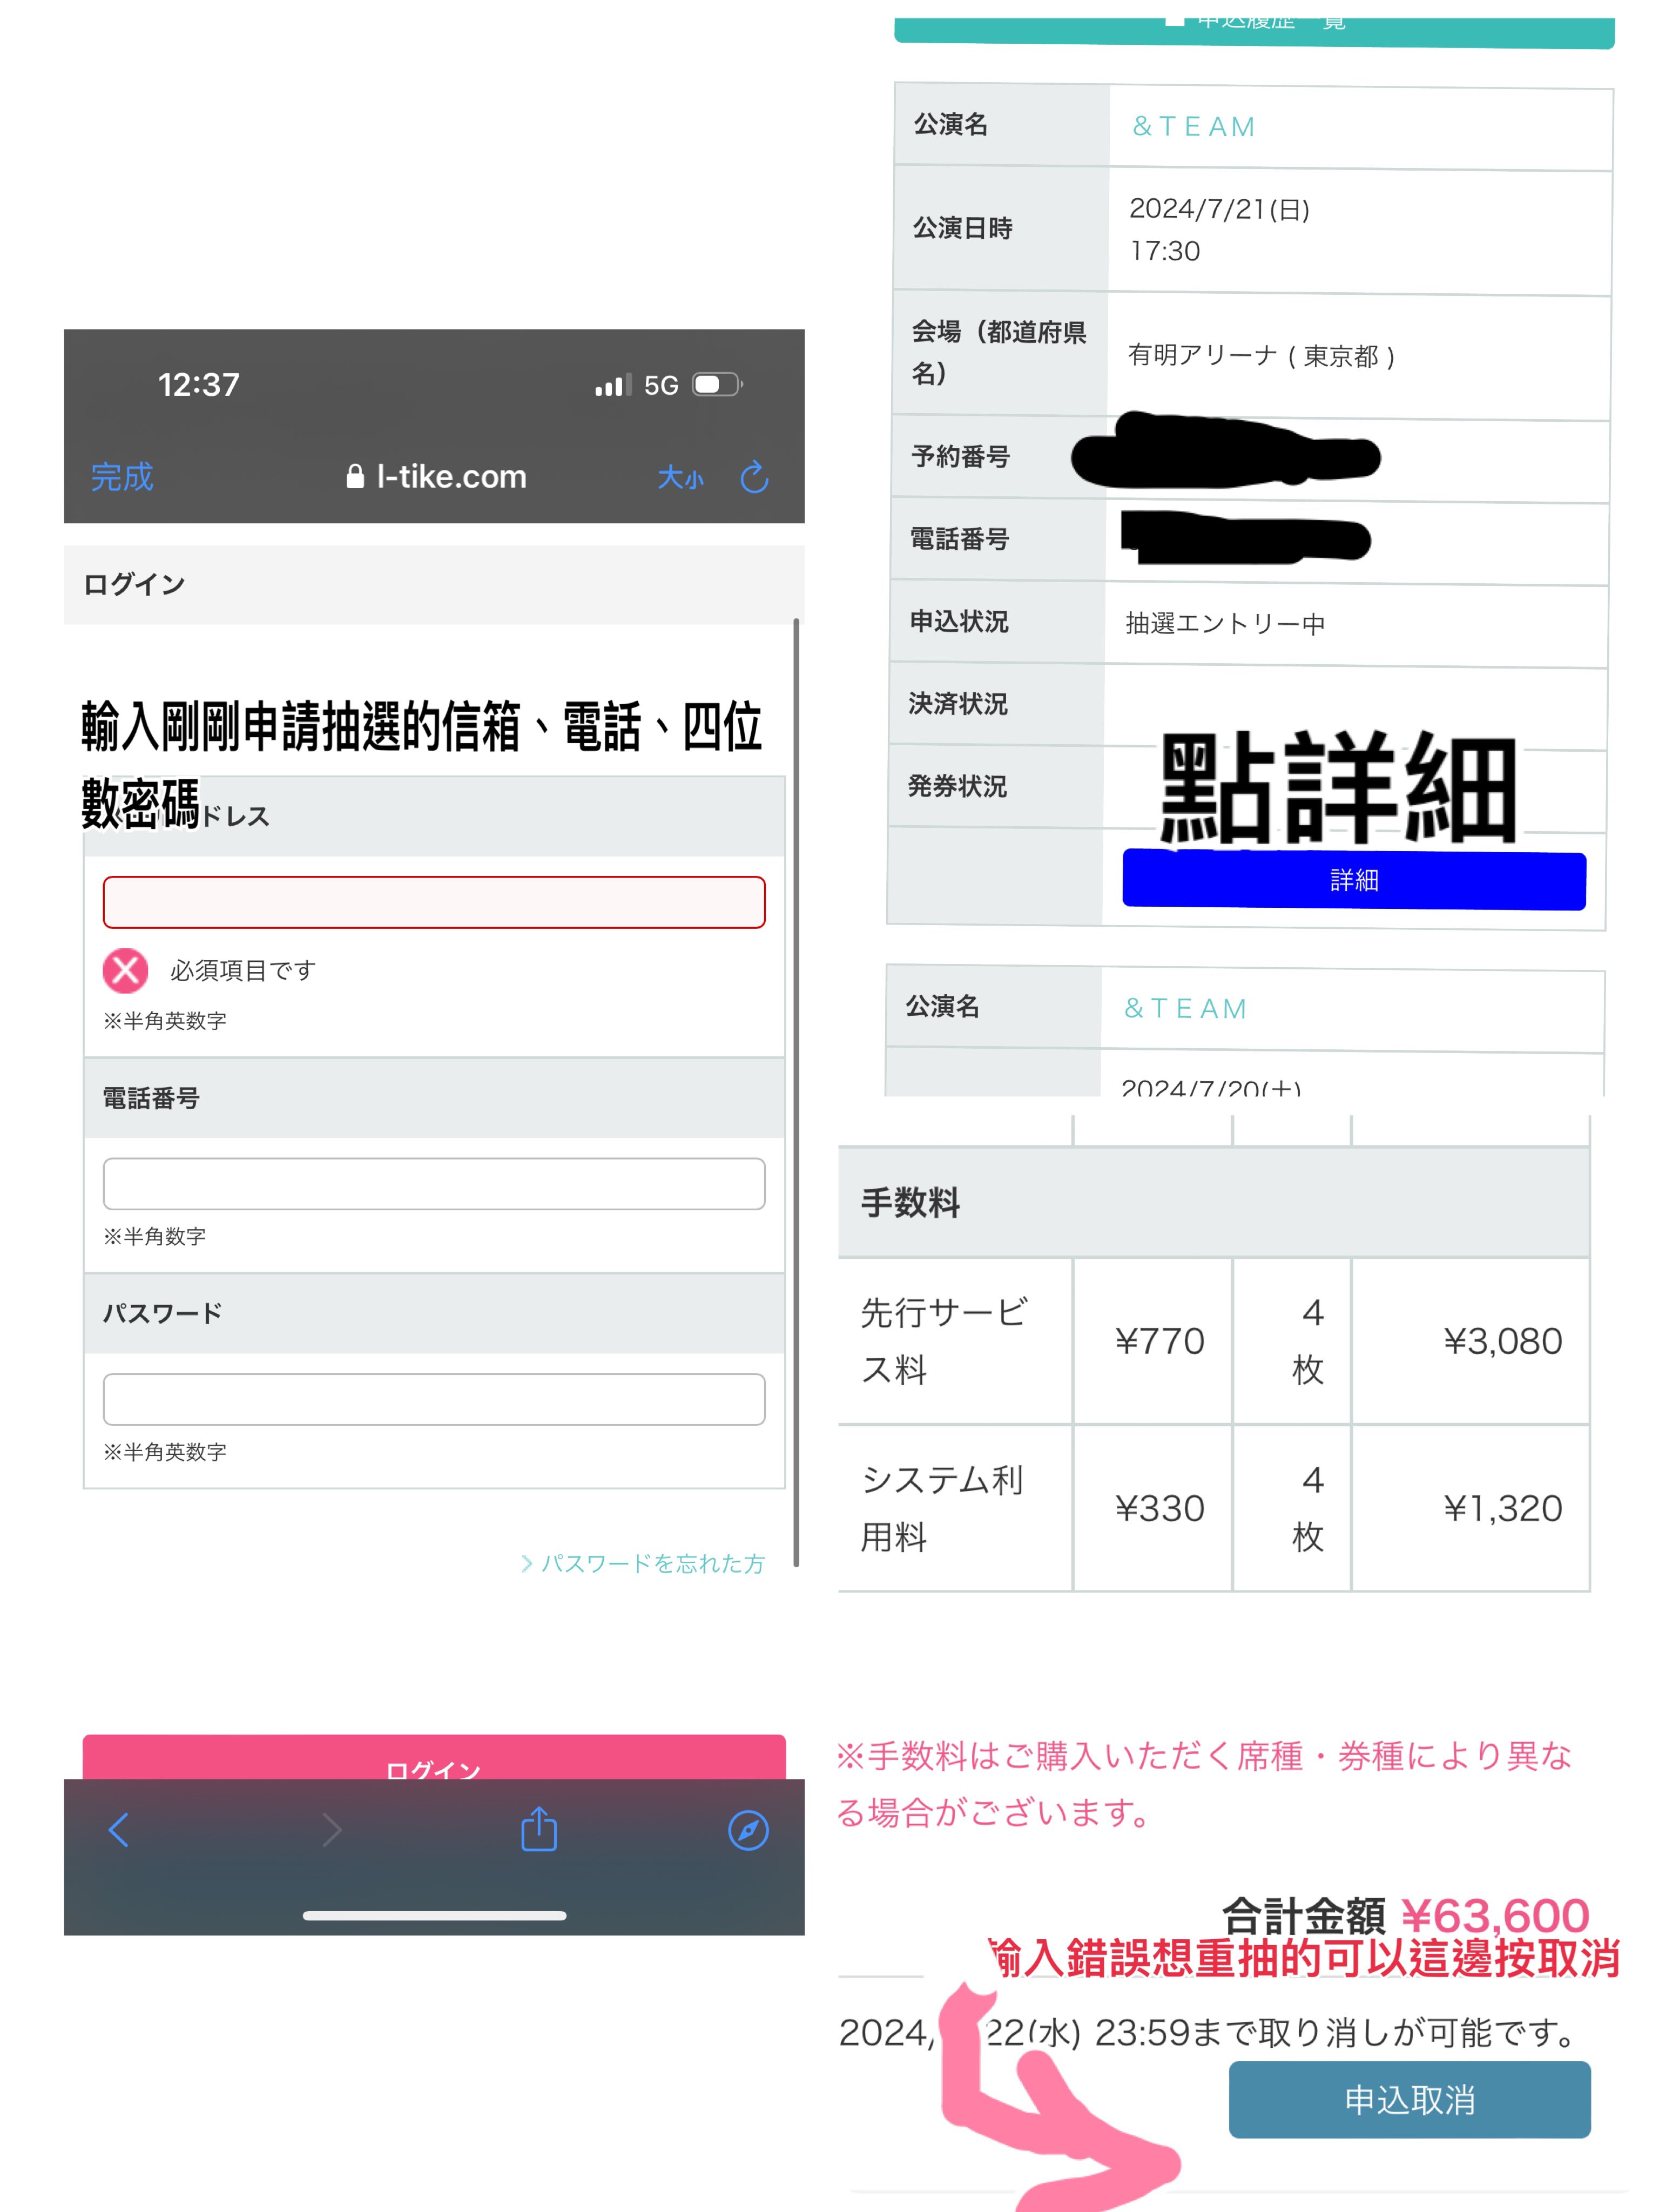 12:37
5G
完成
l-tike.com
大小
ログイン
輸入剛剛申請抽選的信箱、電話、四位
數密碼
ドレス
必須項目です
※半角英数字
電話番号
※半角数字
パスワード
※半角英数字
パスワードを忘れた方
ログイン
申込履歴一覧
公演名
&TEAM
公演日時
2024/7/21(日)
17:30
会場（都道府県
名）
有明アリーナ ( 東京都 )
予約番号
電話番号
申込状況
抽選エントリー中
決済状況
発券状況
點詳細
詳細
公演名
&TEAM
2024/7/20(土)
手数料
先行サービ
ス料
¥770
4
枚
¥3,080
システム利
用料
¥330
4
枚
¥1,320
※手数料はご購入いただく席種・券種により異な
る場合がございます。
合計金額 ¥63,600
輸入錯誤想重抽的可以這邊按取消
2024/ 22(水) 23:59まで取り消しが可能です。
申込取消